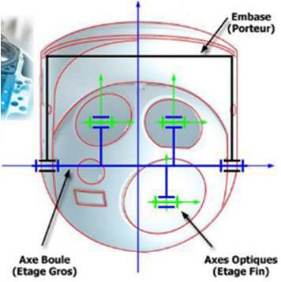 Embase
(Porteur)
Axe Boule
(Etage Gros)
Axes Optiques
(Etage Fin)